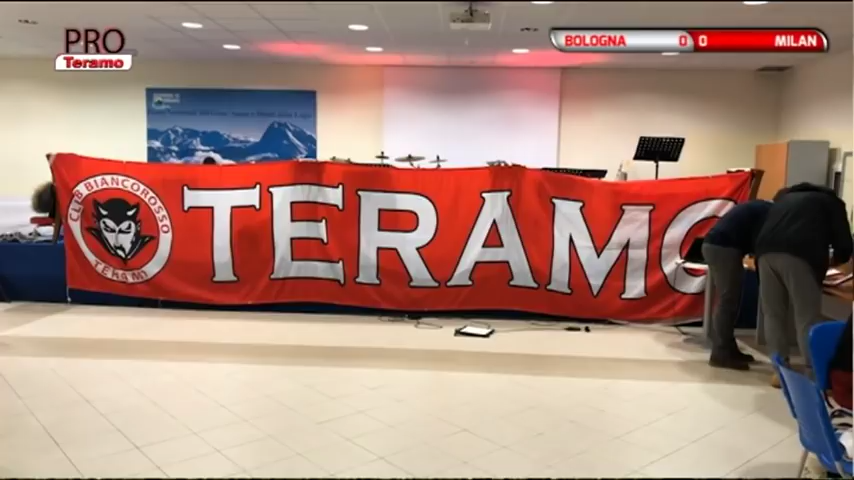 PRO
Teramo
BOLOGNA 0 0 MILAN
CLUB BIANCOROSSO
TERAMO
TERAMO